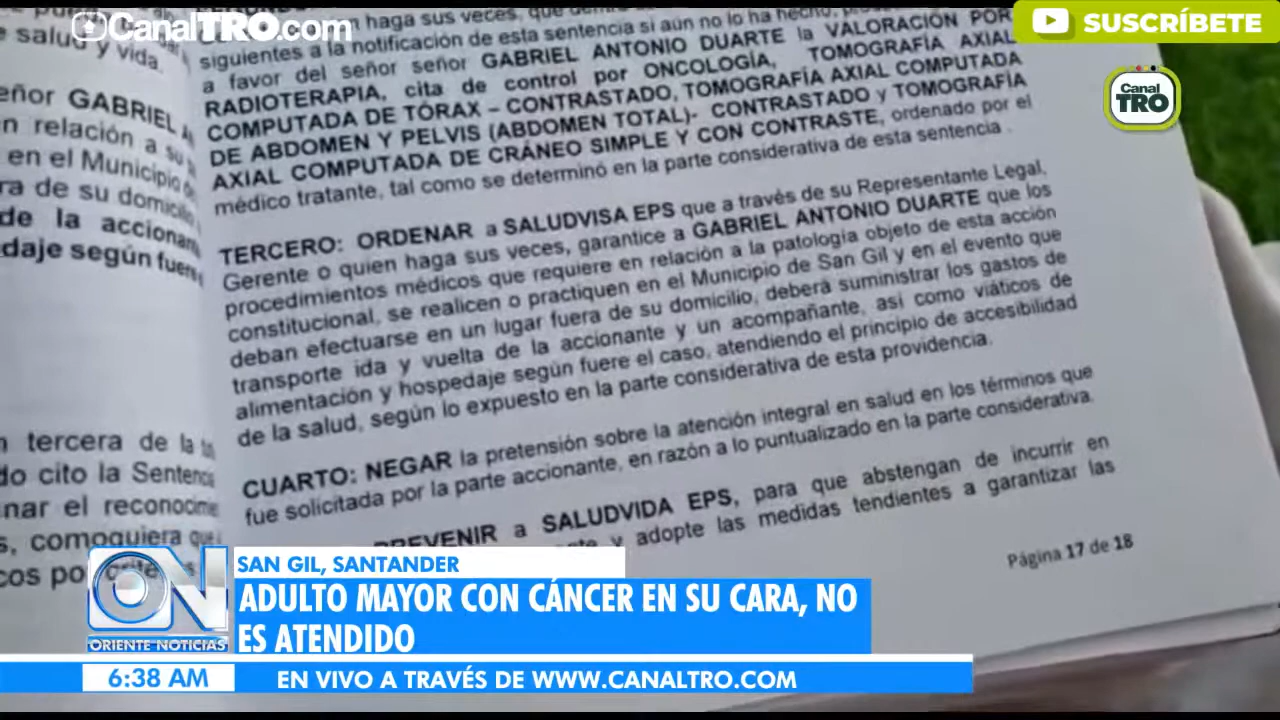 CanalTRO.com
SUSCRÍBETE
Canal
TRO
salud y vida.
GABRIEL
en el Municipio
de la accionan
tercera de la
cito la Sentenc
nar el reconocim
comoquiera que
haga sus veces, que
siguientes a la notificación de esta sentencia si aún no lo ha hecho,
a favor del señor señor GABRIEL ANTONIO DUARTE la VALORACIÓN POR
RADIOTERAPIA, cita de control por ONCOLOGÍA, TOMOGRAFÍA AXIAL
COMPUTADA DE TÓRAX – CONTRASTADO, TOMOGRAFÍA AXIAL COMPUTADA
DE ABDOMEN Y PELVIS (ABDOMEN TOTAL)- CONTRASTADO y TOMOGRAFÍA
AXIAL COMPUTADA DE CRÁNEO SIMPLE Y CON CONTRASTE, ordenado por el
médico tratante, tal como se determinó en la parte considerativa de esta sentencia .
TERCERO: ORDENAR a SALUDVISA EPS que a través de su Representante Legal,
Gerente o quien haga sus veces, garantice a GABRIEL ANTONIO DUARTE que los
procedimientos médicos que requiere en relación a la patología objeto de esta acción
constitucional, se realicen o practiquen en el Municipio de San Gil y en el evento que
deban efectuarse en un lugar fuera de su domicilio, deberá suministrar los gastos de
transporte ida y vuelta de la accionante y un acompañante, así como viáticos de
alimentación y hospedaje según fuere el caso, atendiendo el principio de accesibilidad
de la salud, según lo expuesto en la parte considerativa de esta providencia.
CUARTO: NEGAR la pretensión sobre la atención integral en salud en los términos que
fue solicitada por la parte accionante, en razón a lo puntualizado en la parte considerativa.
PREVENIR a SALUDVIDA EPS, para que abstengan de incurrir en
y adopte las medidas tendientes a garantizar las
Página 17 de 18
ON
ORIENTE NOTICIAS
SAN GIL, SANTANDER
ADULTO MAYOR CON CÁNCER EN SU CARA, NO
ES ATENDIDO
6:38 AM
EN VIVO A TRAVÉS DE WWW.CANALTRO.COM